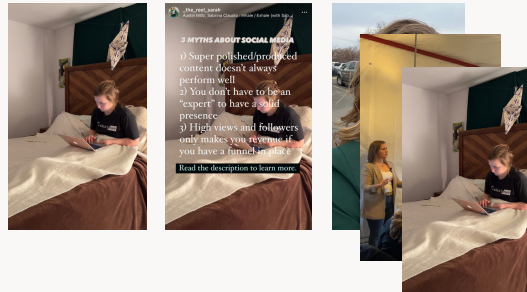 _the_reel_sarah
3 MYTHS ABOUT SOCIAL MEDIA
1) Super polished/produced
content doesn't always
perform well
2) You don't have to be an
"expert" to have a solid
presence
3) High views and followers
only makes you revenue if
you have a funnel in place
Read the description to learn more.